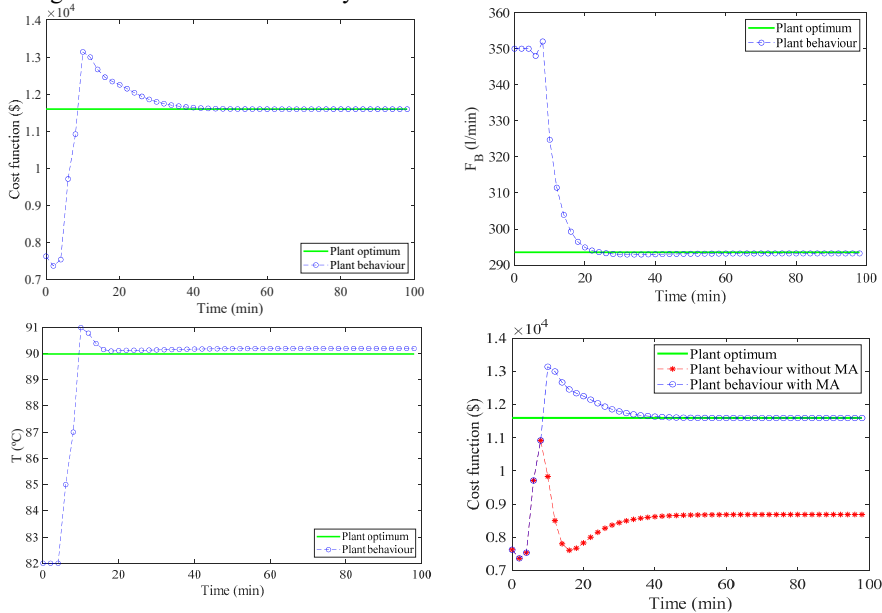 ×10⁴
1.4
1.3
1.2
1.1
1
0.9
0.8
0.7
Cost function ($)
Plant optimum
Plant behaviour
0 20 40 60 80 100
Time (min)
360
350
340
330
320
310
300
290
F_B (l/min)
Plant optimum
Plant behaviour
0 20 40 60 80 100
Time (min)
91
90
89
88
87
86
85
84
83
82
T (ºC)
Plant optimum
Plant behaviour
0 20 40 60 80 100
Time (min)
×10⁴
1.4
1.3
1.2
1.1
1
0.9
0.8
0.7
Cost function ($)
Plant optimum
Plant behaviour without MA
Plant behaviour with MA
0 20 40 60 80 100
Time (min)